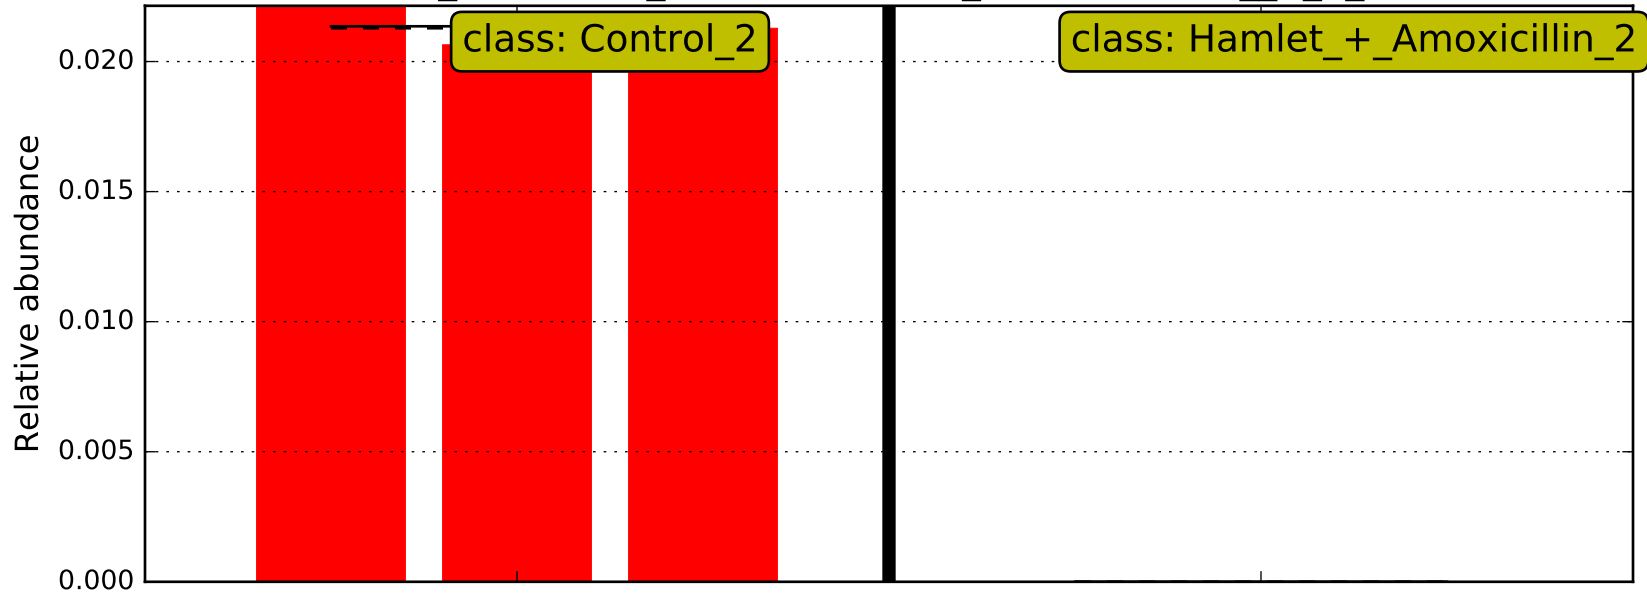 class: Control_2
class: Hamlet_+_Amoxicillin_2
Relative abundance
0.020
0.015
0.010
0.005
0.000